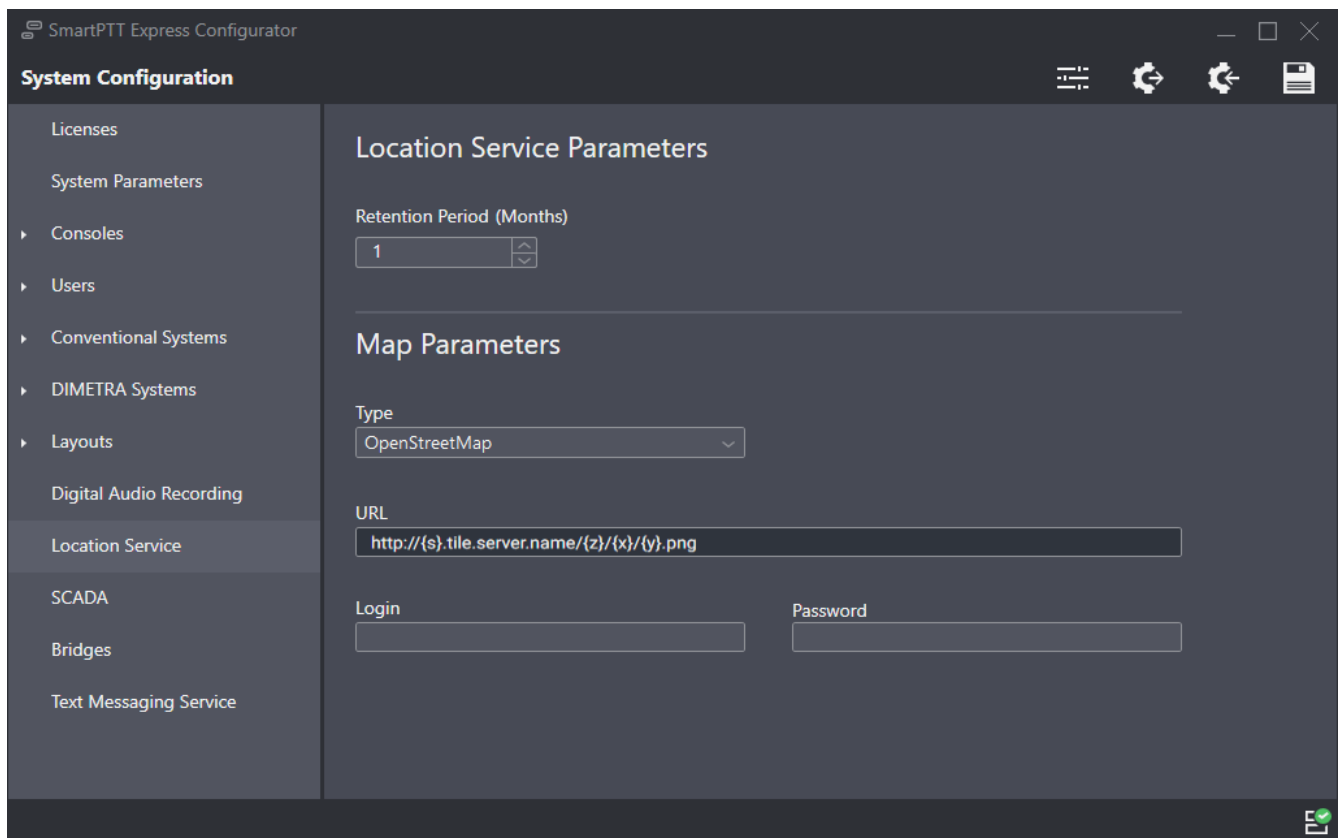 SmartPTT Express Configurator
System Configuration
Licenses
System Parameters
Consoles
Users
Conventional Systems
DIMETRA Systems
Layouts
Digital Audio Recording
Location Service
SCADA
Bridges
Text Messaging Service
Location Service Parameters
Retention Period (Months)
1
Map Parameters
Type
OpenStreetMap
URL
http://{s}.tile.server.name/{z}/{x}/{y}.png
Login
Password